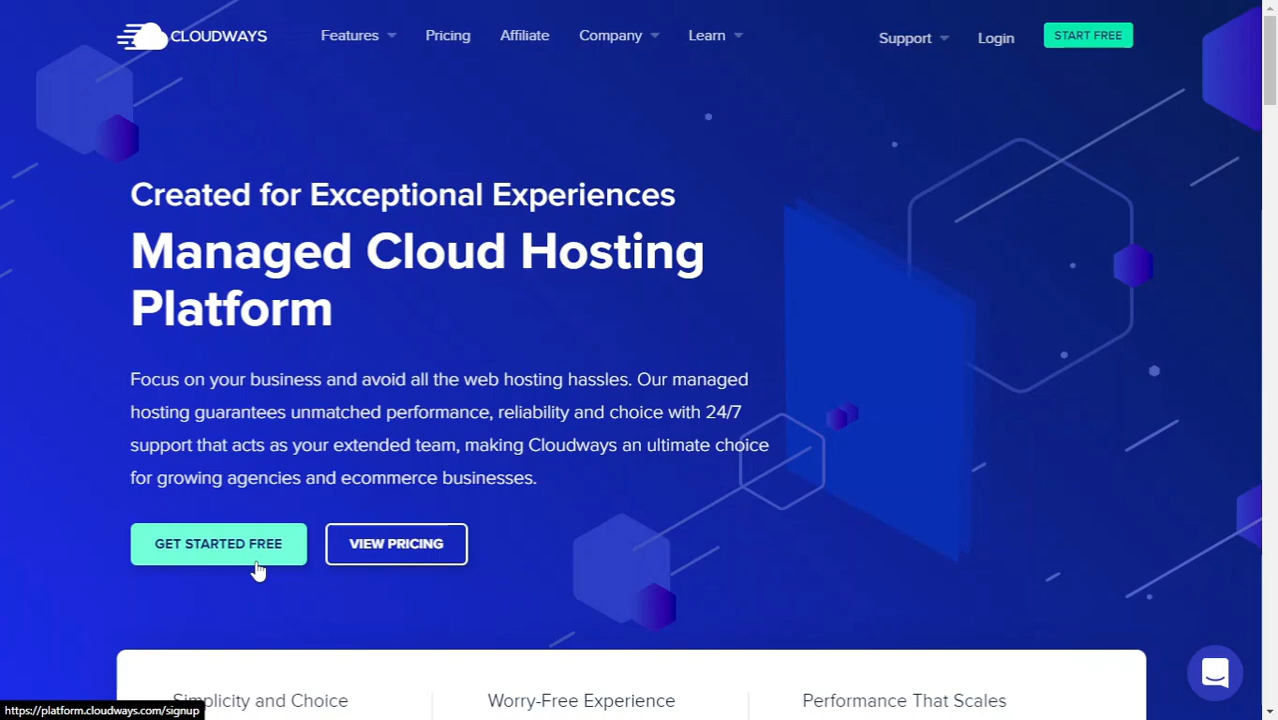 CLOUDWAYS
Features
Pricing
Affiliate
Company
Learn
Support
Login
START FREE
Created for Exceptional Experiences
Managed Cloud Hosting
Platform
Focus on your business and avoid all the web hosting hassles. Our managed
hosting guarantees unmatched performance, reliability and choice with 24/7
support that acts as your extended team, making Cloudways an ultimate choice
for growing agencies and ecommerce businesses.
GET STARTED FREE
VIEW PRICING
Simplicity and Choice
Worry-Free Experience
Performance That Scales
https://platform.cloudways.com/signup